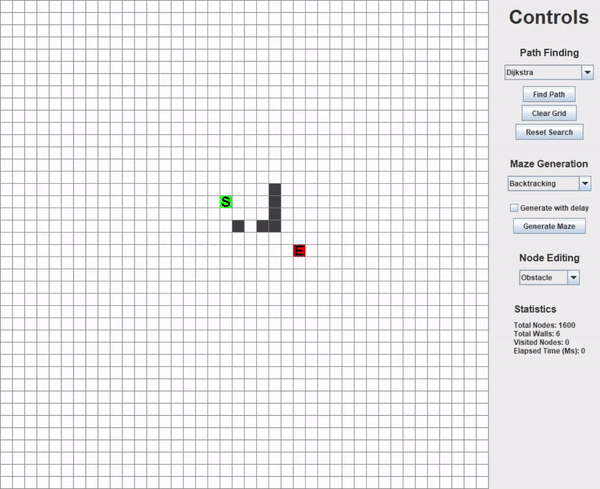 Controls
Path Finding
Dijkstra
Find Path
Clear Grid
Reset Search
Maze Generation
Backtracking
Generate with delay
Generate Maze
Node Editing
Obstacle
Statistics
Total Nodes: 1600
Total Walls: 6
Visited Nodes: 0
Elapsed Time (Ms): 0
S
E